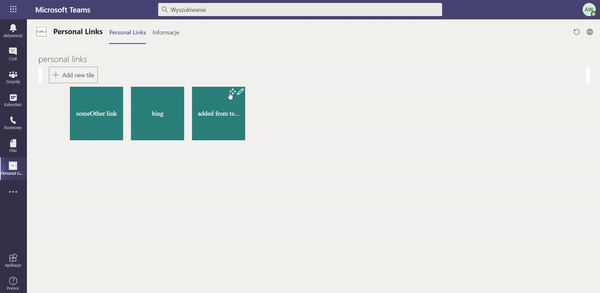 Microsoft Teams
Wyszukiwanie
AW
Aktywność
Personal Links
Personal Links
Informacje
Czat
personal links
Zespoły
Add new tile
Kalendarz
someOther link
bing
added from te...
Rozmowy
Pliki
Personal Li...
Aplikacje
Pomoc